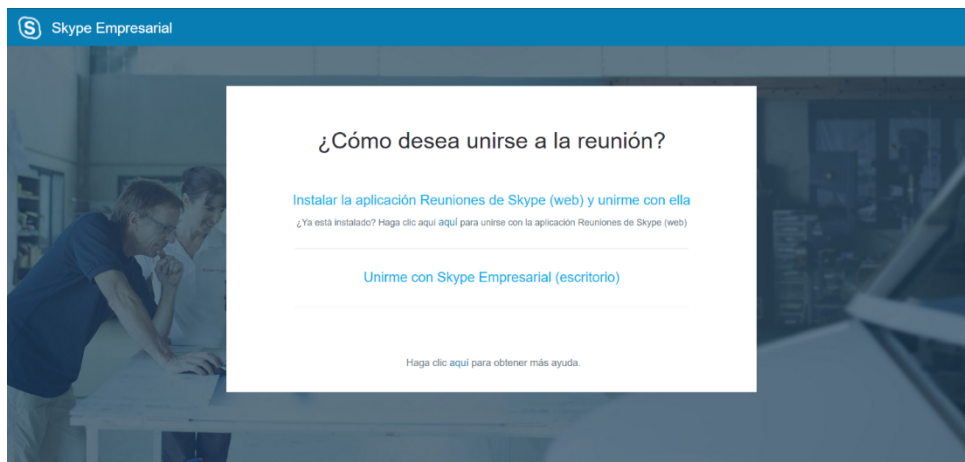 Skype Empresarial
¿Cómo desea unirse a la reunión?
Instalar la aplicación Reuniones de Skype (web) y unirme con ella
¿Ya está instalado? Haga clic aquí aquí para unirse con la aplicación Reuniones de Skype (web)
Unirme con Skype Empresarial (escritorio)
Haga clic aquí para obtener más ayuda.